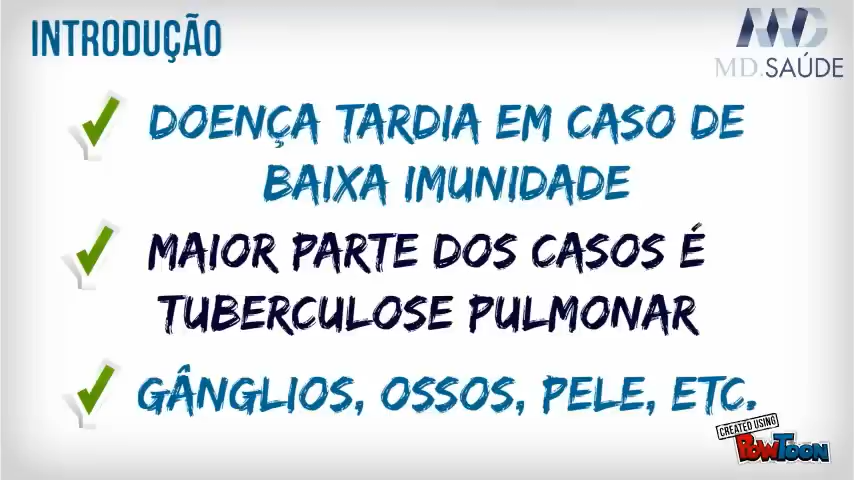 INTRODUÇÃO
MD.SAÚDE
DOENÇA TARDIA EM CASO DE
BAIXA IMUNIDADE
MAIOR PARTE DOS CASOS É
TUBERCULOSE PULMONAR
GÂNGLIOS, OSSOS, PELE, ETC.
CREATED USING
POWTOON